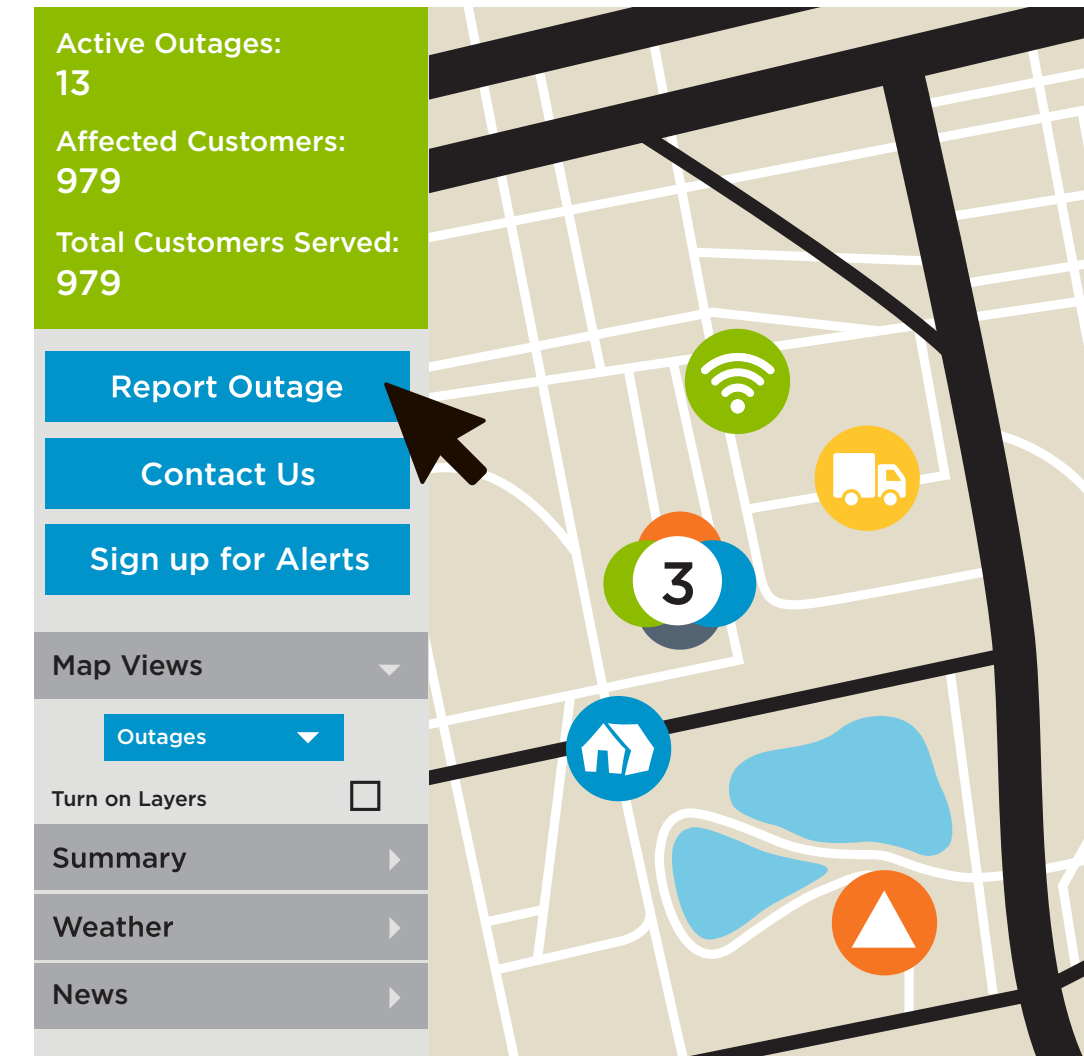 Active Outages:
13
Affected Customers:
979
Total Customers Served:
979
Report Outage
Contact Us
Sign up for Alerts
Map Views
Outages
Turn on Layers
Summary
Weather
News
3